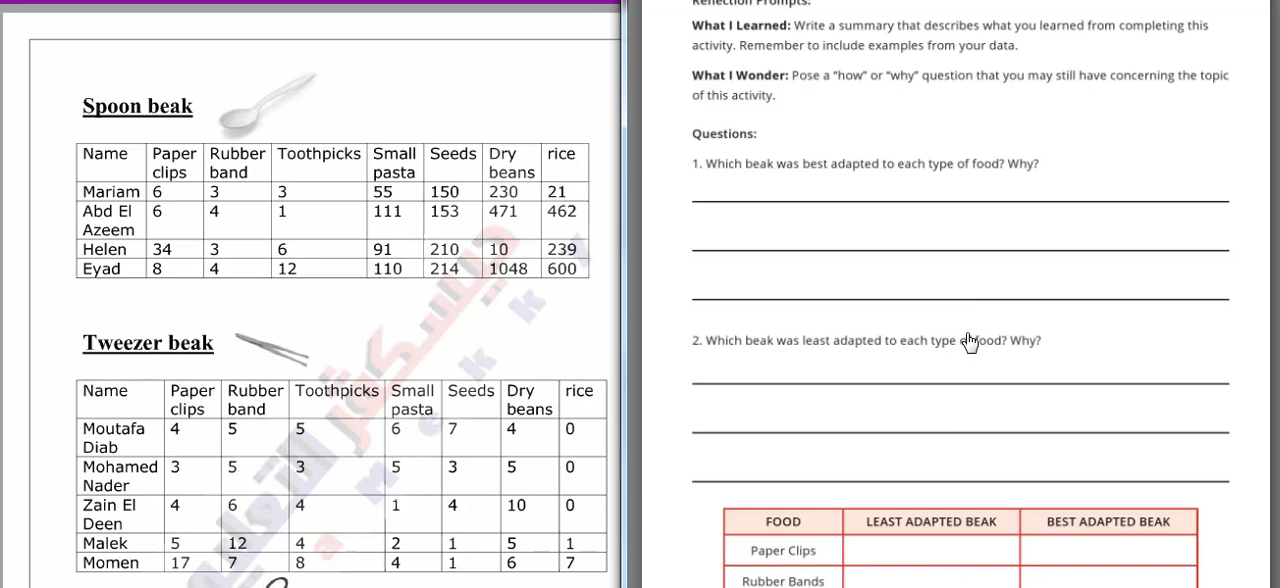 Spoon beak
Name Paper clips Rubber band Toothpicks Small pasta Seeds Dry beans rice
Mariam 6 3 3 55 150 230 21
Abd El Azeem 6 4 1 111 153 471 462
Helen 34 3 6 91 210 10 239
Eyad 8 4 12 110 214 1048 600
Tweezer beak
Name Paper clips Rubber band Toothpicks Small pasta Seeds Dry beans rice
Moutafa Diab 4 5 5 6 7 4 0
Mohamed Nader 3 5 3 5 3 5 0
Zain El Deen 4 6 4 1 4 10 0
Malek 5 12 4 2 1 5 1
Momen 17 7 8 4 1 6 7
Reflection Prompts:
What I Learned: Write a summary that describes what you learned from completing this
activity. Remember to include examples from your data.
What I Wonder: Pose a “how” or “why” question that you may still have concerning the topic
of this activity.
Questions:
1. Which beak was best adapted to each type of food? Why?
2. Which beak was least adapted to each type of food? Why?
FOOD LEAST ADAPTED BEAK BEST ADAPTED BEAK
Paper Clips
Rubber Bands